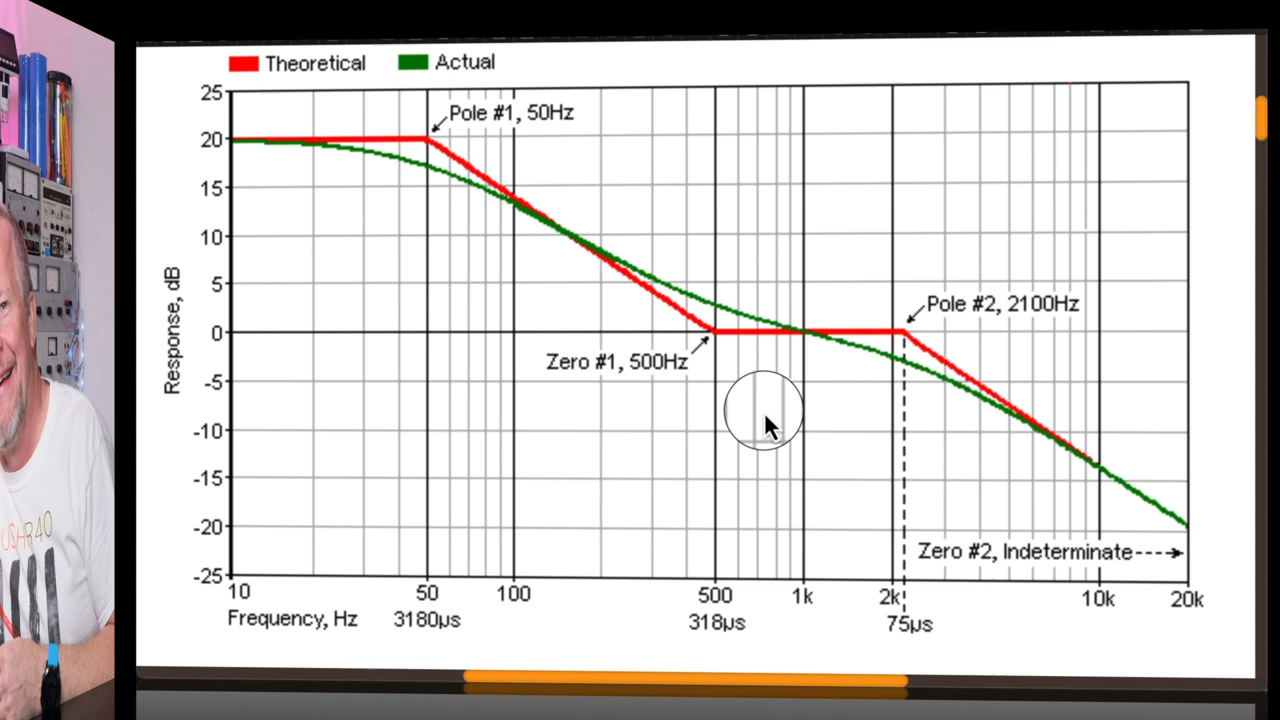 Theoretical Actual
25
Pole #1, 50Hz
20
15
10
5
Pole #2, 2100Hz
0
Zero #1, 500Hz
-5
-10
-15
-20
Zero #2, Indeterminate
-25
Response, dB
10 50 100 500 1k 2k 10k 20k
Frequency, Hz 3180µs 318µs 75µs